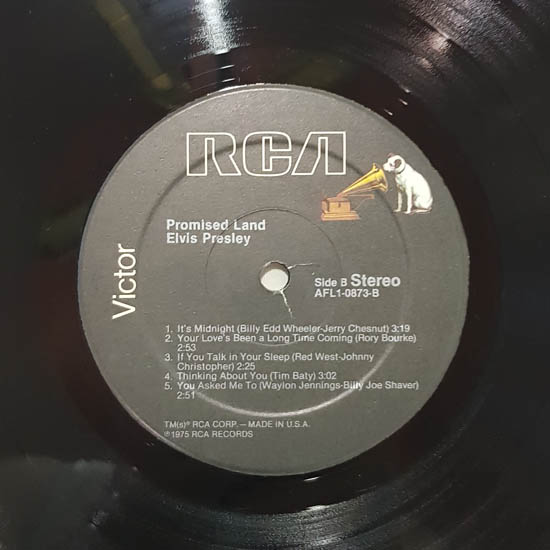 RCA
Promised Land
Elvis Presley
Victor
Side B Stereo
AFL1-0873-B
1. It's Midnight (Billy Edd Wheeler-Jerry Chesnut) 3:19
2. Your Love's Been a Long Time Coming (Rory Bourke)
2:53
3. If You Talk in Your Sleep (Red West-Johnny
Christopher) 2:25
4. Thinking About You (Tim Baty) 3:02
5. You Asked Me To (Waylon Jennings-Billy Joe Shaver)
2:51
TM(s)® RCA CORP. – MADE IN U.S.A.
℗1975 RCA RECORDS